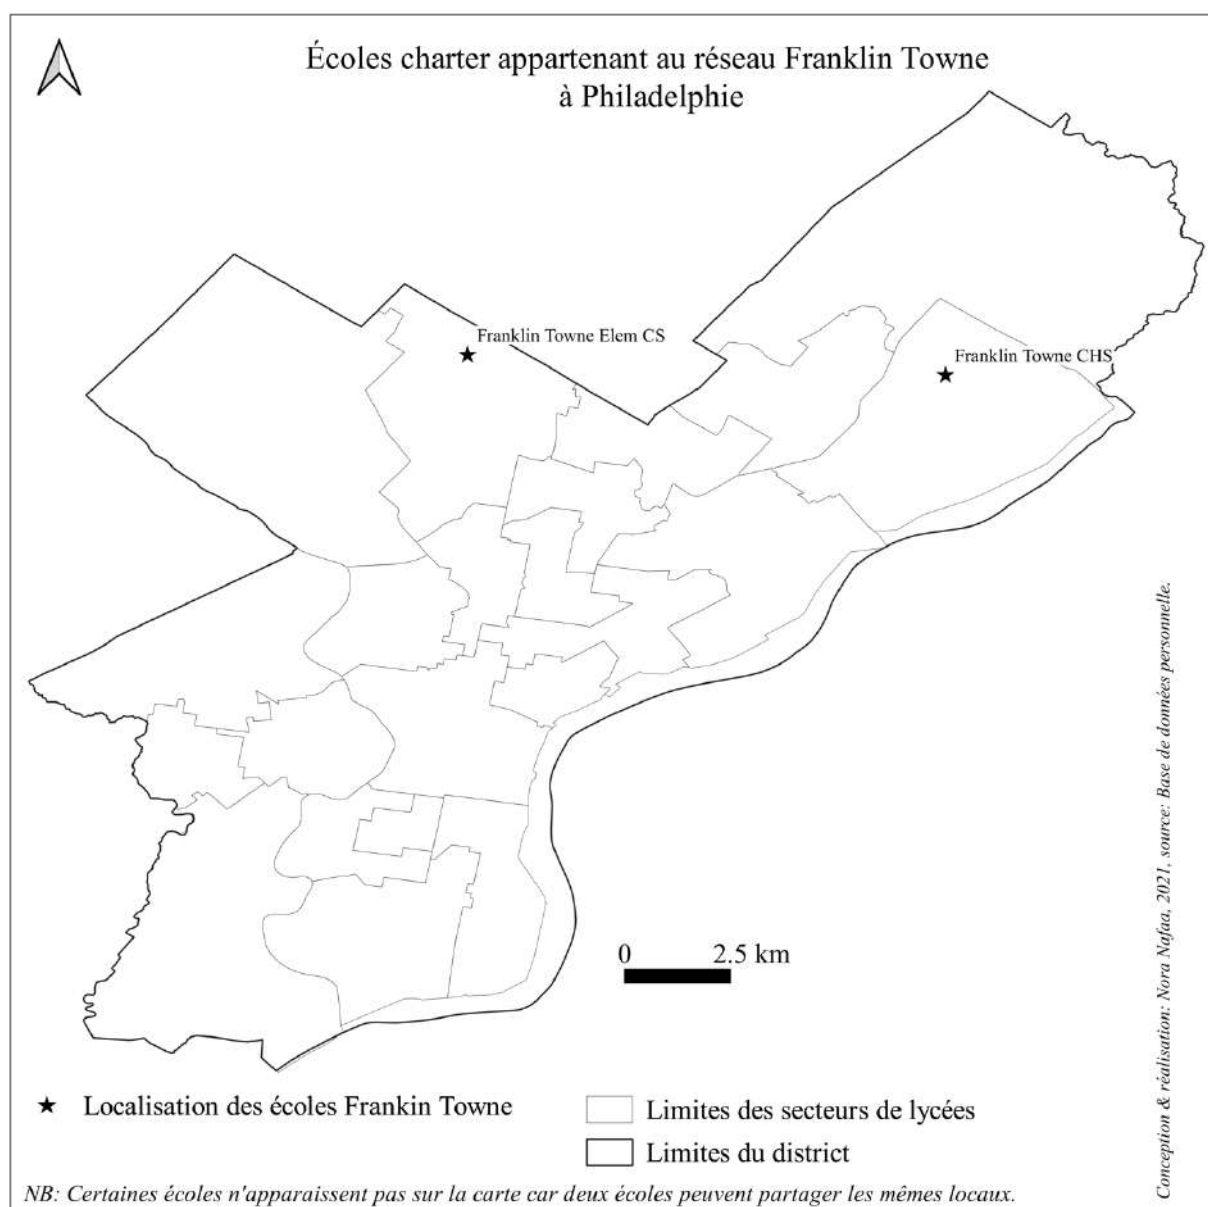 Écoles charter appartenant au réseau Franklin Towne
à Philadelphie
Franklin Towne Elem CS
Franklin Towne CHS
0 2.5 km
★ Localisation des écoles Frankin Towne
Limites des secteurs de lycées
Limites du district
NB: Certaines écoles n'apparaissent pas sur la carte car deux écoles peuvent partager les mêmes locaux.
Conception & réalisation: Nora Nafaa, 2021, source: Base de données personnelle.